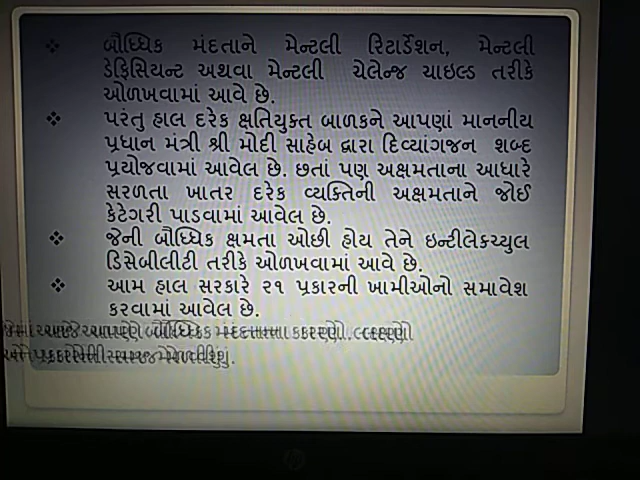 ❖ બૌધ્ધિક મંદતાને મેન્ટલી રિટાર્ડેશન, મેન્ટલી
ડેફિસિયન્ટ અથવા મેન્ટલી ચેલેન્જ ચાઇલ્ડ તરીકે
ઓળખવામાં આવે છે.
❖ પરંતુ હાલ દરેક ક્ષતિયુક્ત બાળકને આપણાં માનનીય
પ્રધાન મંત્રી શ્રી મોદી સાહેબ દ્વારા દિવ્યાંગજન શબ્દ
પ્રયોજવામાં આવેલ છે. છતાં પણ અક્ષમતાના આધારે
સરળતા ખાતર દરેક વ્યક્તિની અક્ષમતાને જોઈ
કેટેગરી પાડવામાં આવેલ છે.
❖ જેની બૌધ્ધિક ક્ષમતા ઓછી હોય તેને ઇન્ટીલેક્ચ્યુલ
ડિસેબીલીટી તરીકે ઓળખવામાં આવે છે.
❖ આમ હાલ સરકારે ૨૧ પ્રકારની ખામીઓનો સમાવેશ
કરવામાં આવેલ છે.
આપણે બૌધ્ધિક